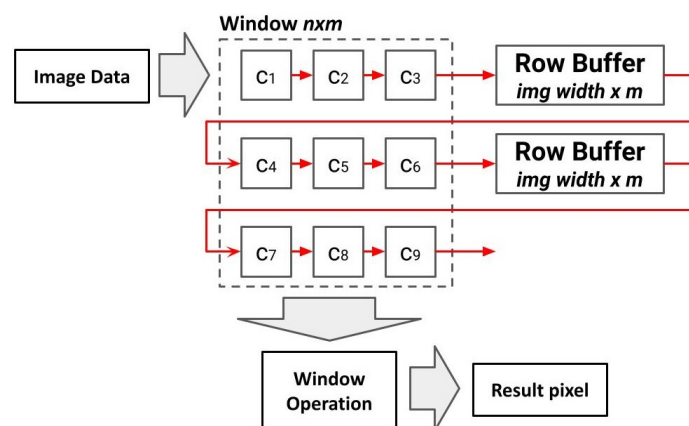 Window nxm
Image Data
C1
C2
C3
Row Buffer
img width x m
C4
C5
C6
Row Buffer
img width x m
C7
C8
C9
Window
Operation
Result pixel